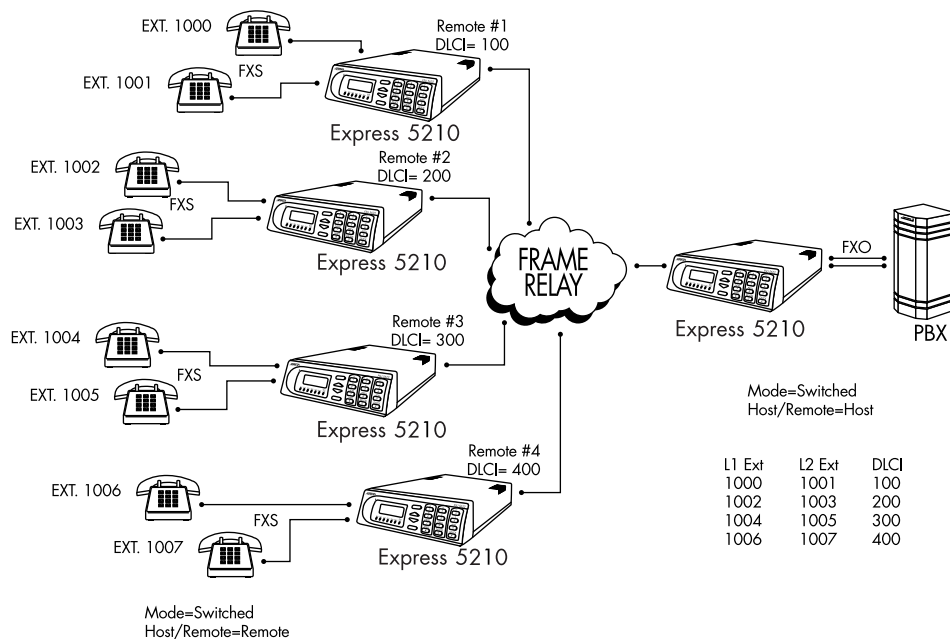 EXT. 1000
EXT. 1001
FXS
Remote #1
DLCI= 100
Express 5210
EXT. 1002
EXT. 1003
FXS
Remote #2
DLCI= 200
Express 5210
FRAME
RELAY
Express 5210
FXO
PBX
EXT. 1004
EXT. 1005
FXS
Remote #3
DLCI= 300
Express 5210
Mode=Switched
Host/Remote=Host
L1 Ext L2 Ext DLCI
1000 1001 100
1002 1003 200
1004 1005 300
1006 1007 400
EXT. 1006
EXT. 1007
FXS
Remote #4
DLCI= 400
Express 5210
Mode=Switched
Host/Remote=Remote